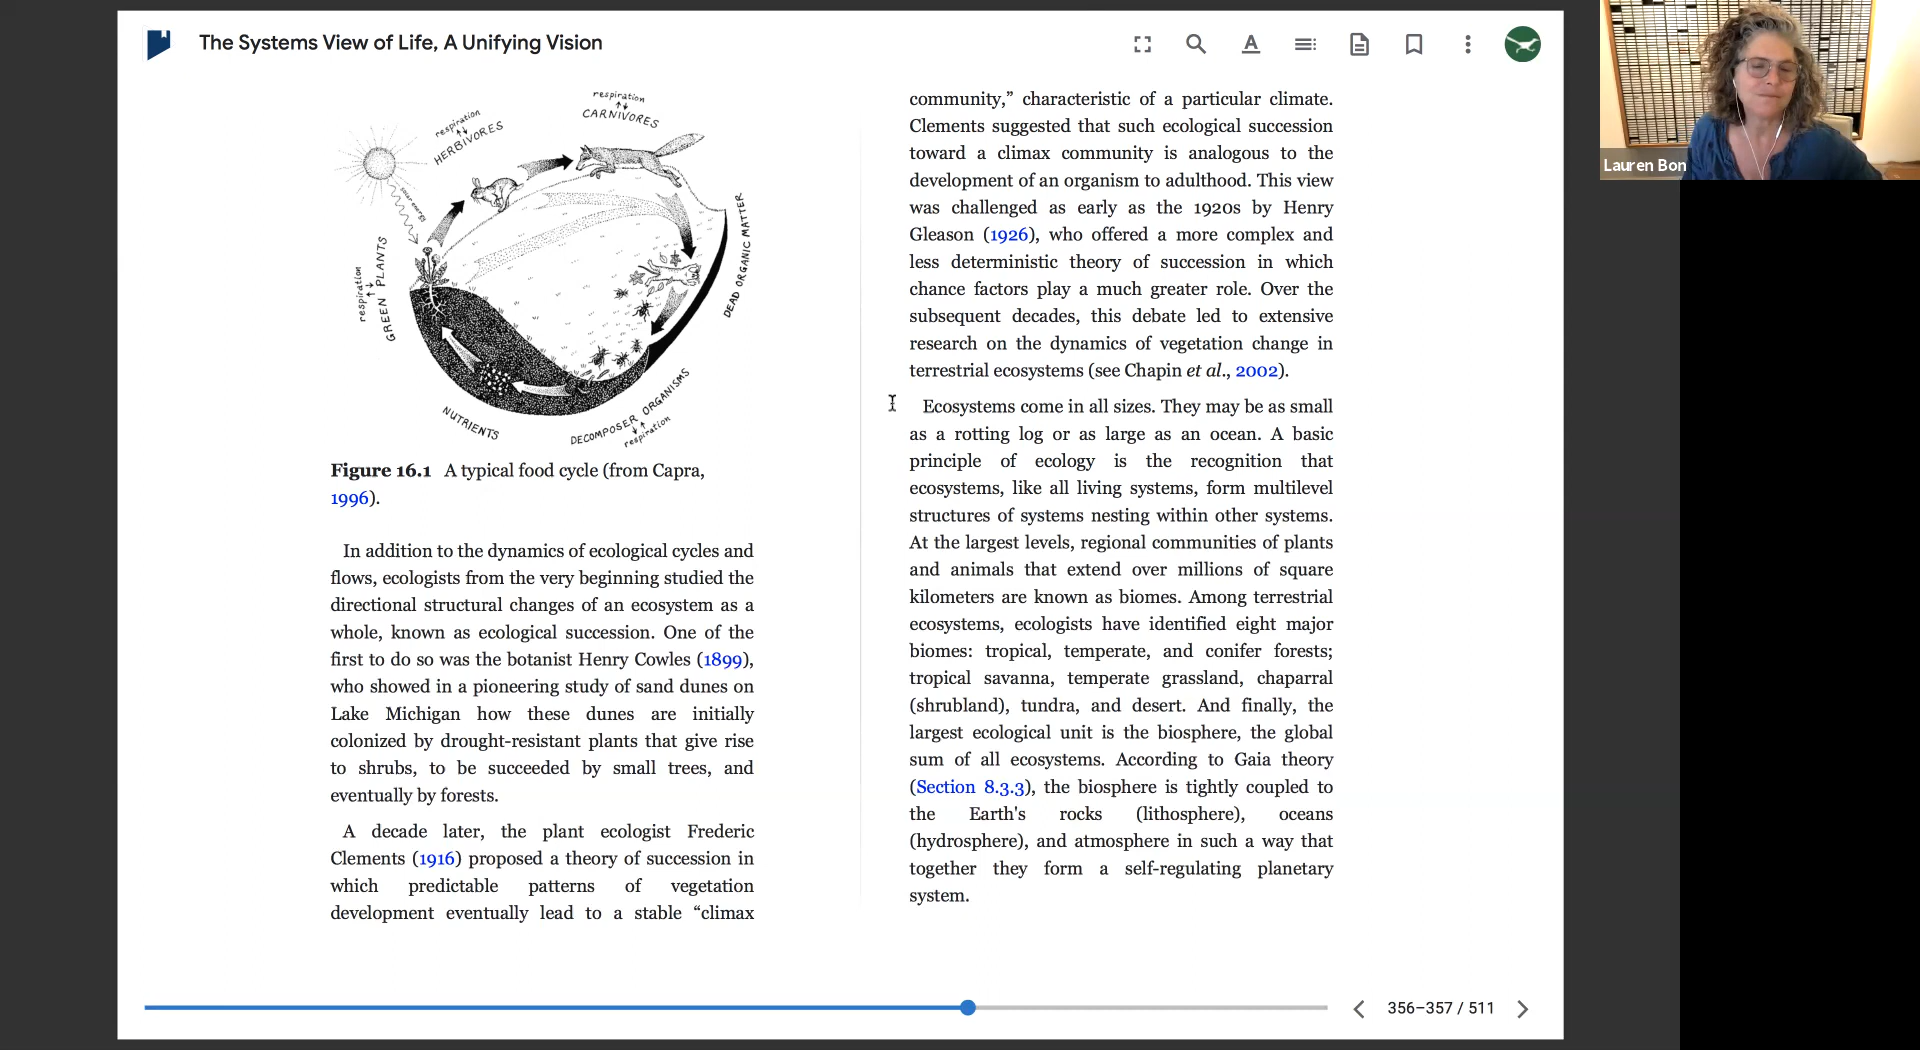 The Systems View of Life, A Unifying Vision
respiration
CARNIVORES
respiration
HERBIVORES
solar energy
GREEN PLANTS
respiration
DEAD ORGANIC MATTER
DECOMPOSER ORGANISMS
respiration
NUTRIENTS
Figure 16.1 A typical food cycle (from Capra,
1996).
In addition to the dynamics of ecological cycles and
flows, ecologists from the very beginning studied the
directional structural changes of an ecosystem as a
whole, known as ecological succession. One of the
first to do so was the botanist Henry Cowles (1899),
who showed in a pioneering study of sand dunes on
Lake Michigan how these dunes are initially
colonized by drought-resistant plants that give rise
to shrubs, to be succeeded by small trees, and
eventually by forests.
A decade later, the plant ecologist Frederic
Clements (1916) proposed a theory of succession in
which predictable patterns of vegetation
development eventually lead to a stable “climax
community,” characteristic of a particular climate.
Clements suggested that such ecological succession
toward a climax community is analogous to the
development of an organism to adulthood. This view
was challenged as early as the 1920s by Henry
Gleason (1926), who offered a more complex and
less deterministic theory of succession in which
chance factors play a much greater role. Over the
subsequent decades, this debate led to extensive
research on the dynamics of vegetation change in
terrestrial ecosystems (see Chapin et al., 2002).
Ecosystems come in all sizes. They may be as small
as a rotting log or as large as an ocean. A basic
principle of ecology is the recognition that
ecosystems, like all living systems, form multilevel
structures of systems nesting within other systems.
At the largest levels, regional communities of plants
and animals that extend over millions of square
kilometers are known as biomes. Among terrestrial
ecosystems, ecologists have identified eight major
biomes: tropical, temperate, and conifer forests;
tropical savanna, temperate grassland, chaparral
(shrubland), tundra, and desert. And finally, the
largest ecological unit is the biosphere, the global
sum of all ecosystems. According to Gaia theory
(Section 8.3.3), the biosphere is tightly coupled to
the Earth's rocks (lithosphere), oceans
(hydrosphere), and atmosphere in such a way that
together they form a self-regulating planetary
system.
356–357 / 511
Lauren Bon